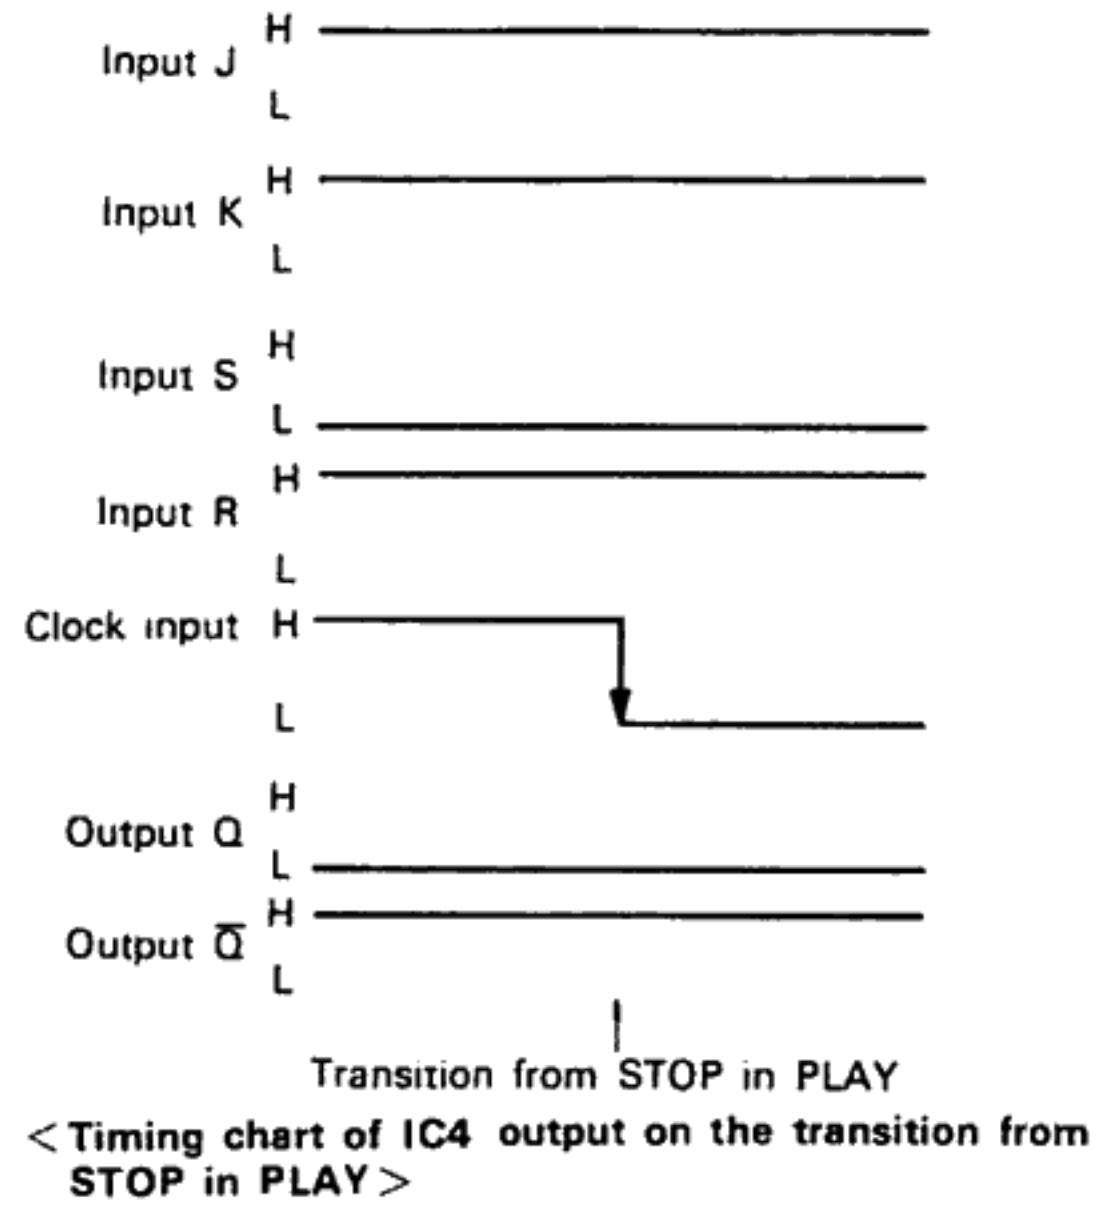 H
Input J
L
H
Input K
L
H
Input S
L
H
Input R
L
Clock input H
L
H
Output Q
L
H
Output Q̅
L
Transition from STOP in PLAY
<Timing chart of IC4 output on the transition from
STOP in PLAY>